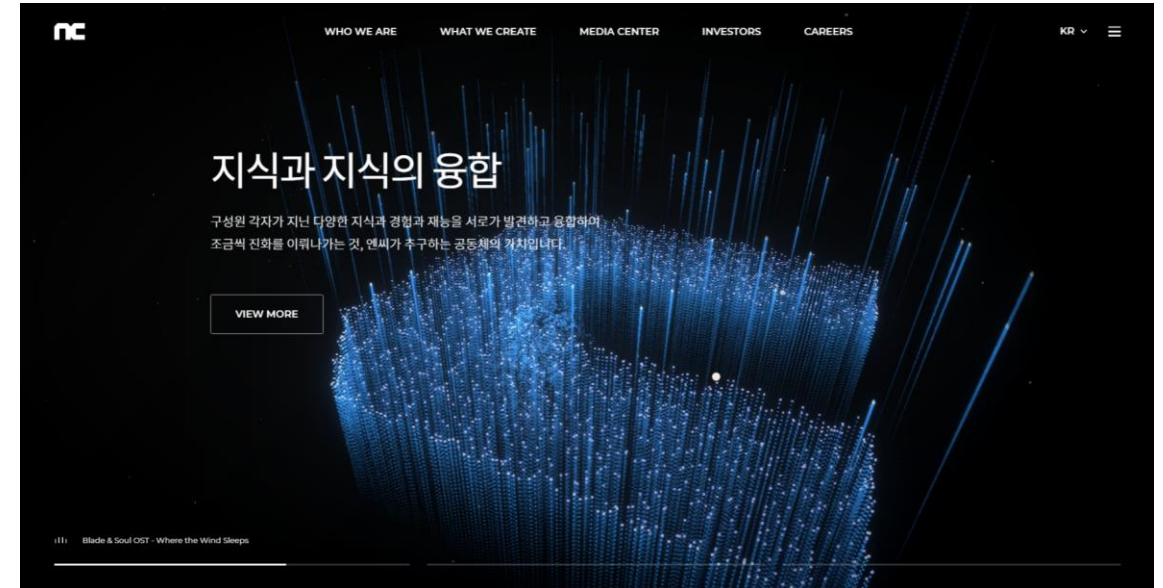 nc
WHO WE ARE WHAT WE CREATE MEDIA CENTER INVESTORS CAREERS KR
지식과 지식의 융합
구성원 각자가 지닌 다양한 지식과 경험과 재능을 서로가 발견하고 융합하여
조금씩 진화를 이뤄나가는 것, 엔씨가 추구하는 공동체의 가치입니다.
VIEW MORE
Blade & Soul OST - Where the Wind Sleeps